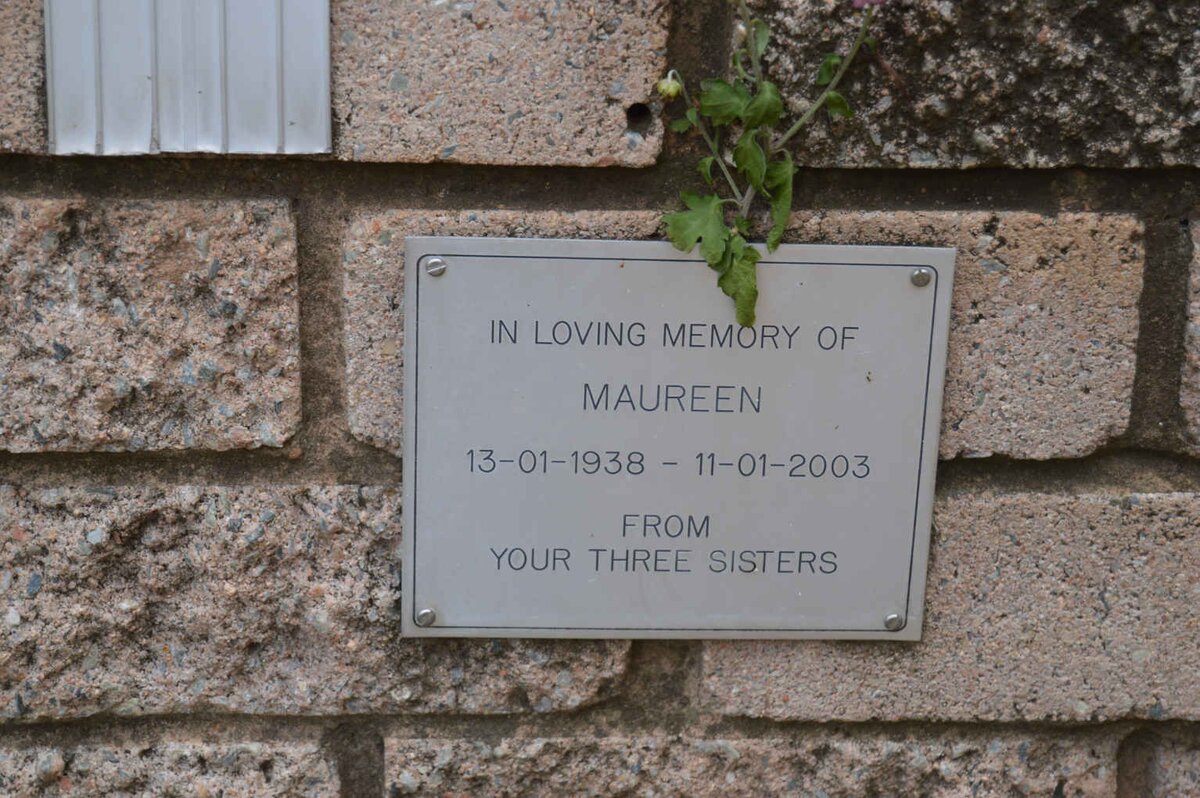 IN LOVING MEMORY OF
MAUREEN
13-01-1938 - 11-01-2003
FROM
YOUR THREE SISTERS